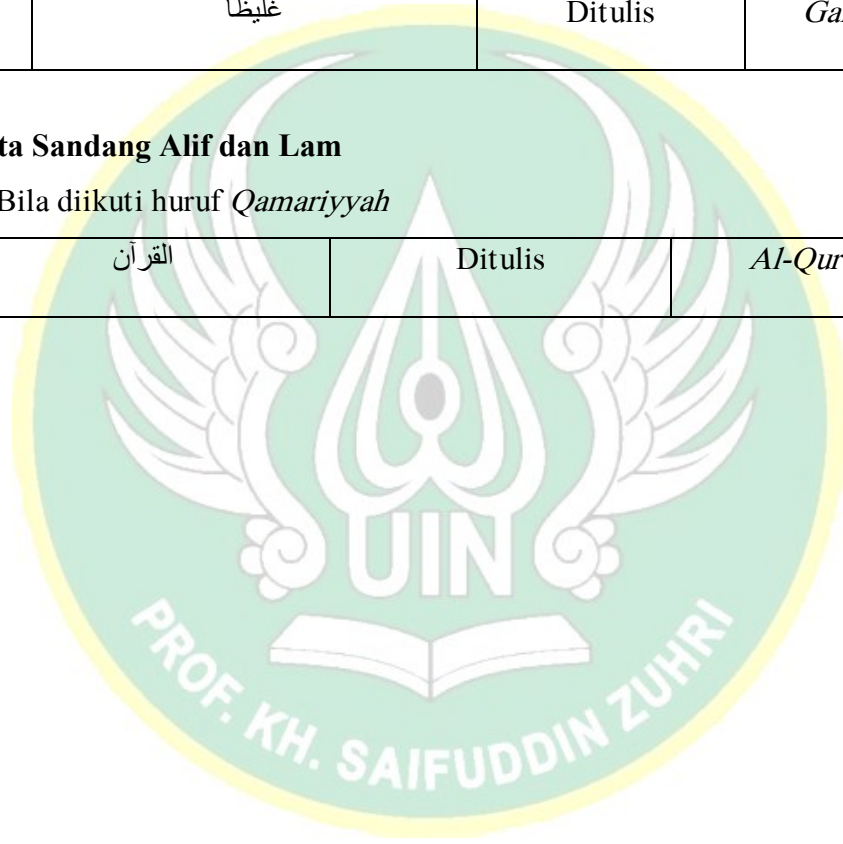 غليظا Ditulis Ga
ta Sandang Alif dan Lam
Bila diikuti huruf Qamariyyah
القرآن Ditulis Al-Qur
UIN
PROF. KH. SAIFUDDIN ZUHRI